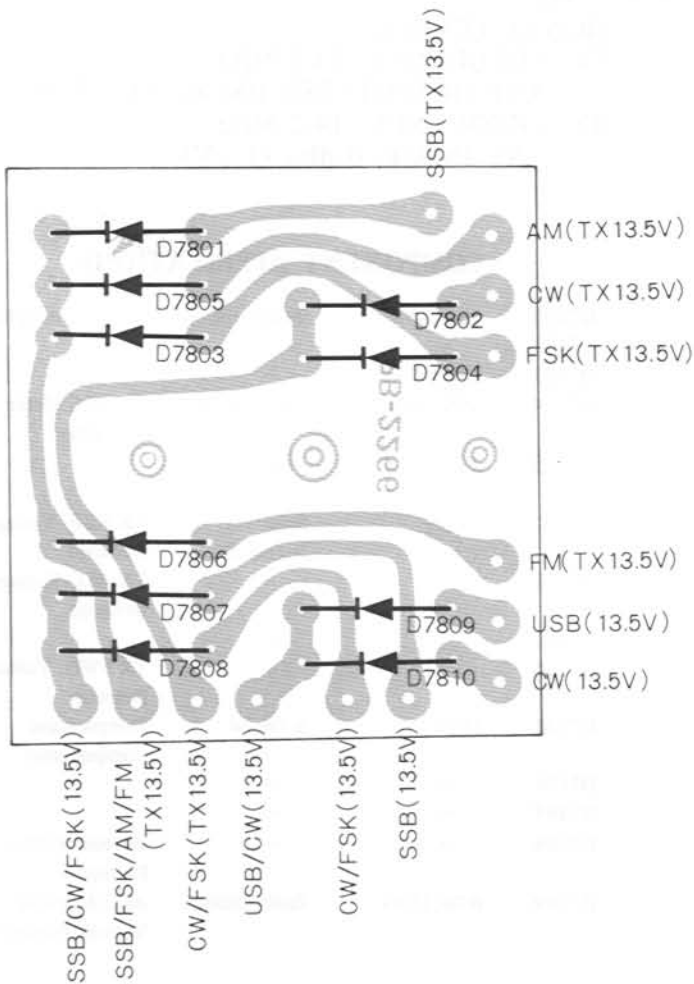 SSB(TX13.5V)
AM(TX13.5V)
D7801
CW(TX13.5V)
D7805
D7802
D7803
FSK(TX13.5V)
D7804
PB-2266
D7806
FM(TX13.5V)
D7807
D7809
USB(13.5V)
D7808
D7810
CW(13.5V)
SSB/CW/FSK(13.5V)
SSB/FSK/AM/FM
(TX13.5V)
CW/FSK(TX13.5V)
USB/CW(13.5V)
CW/FSK(13.5V)
SSB(13.5V)